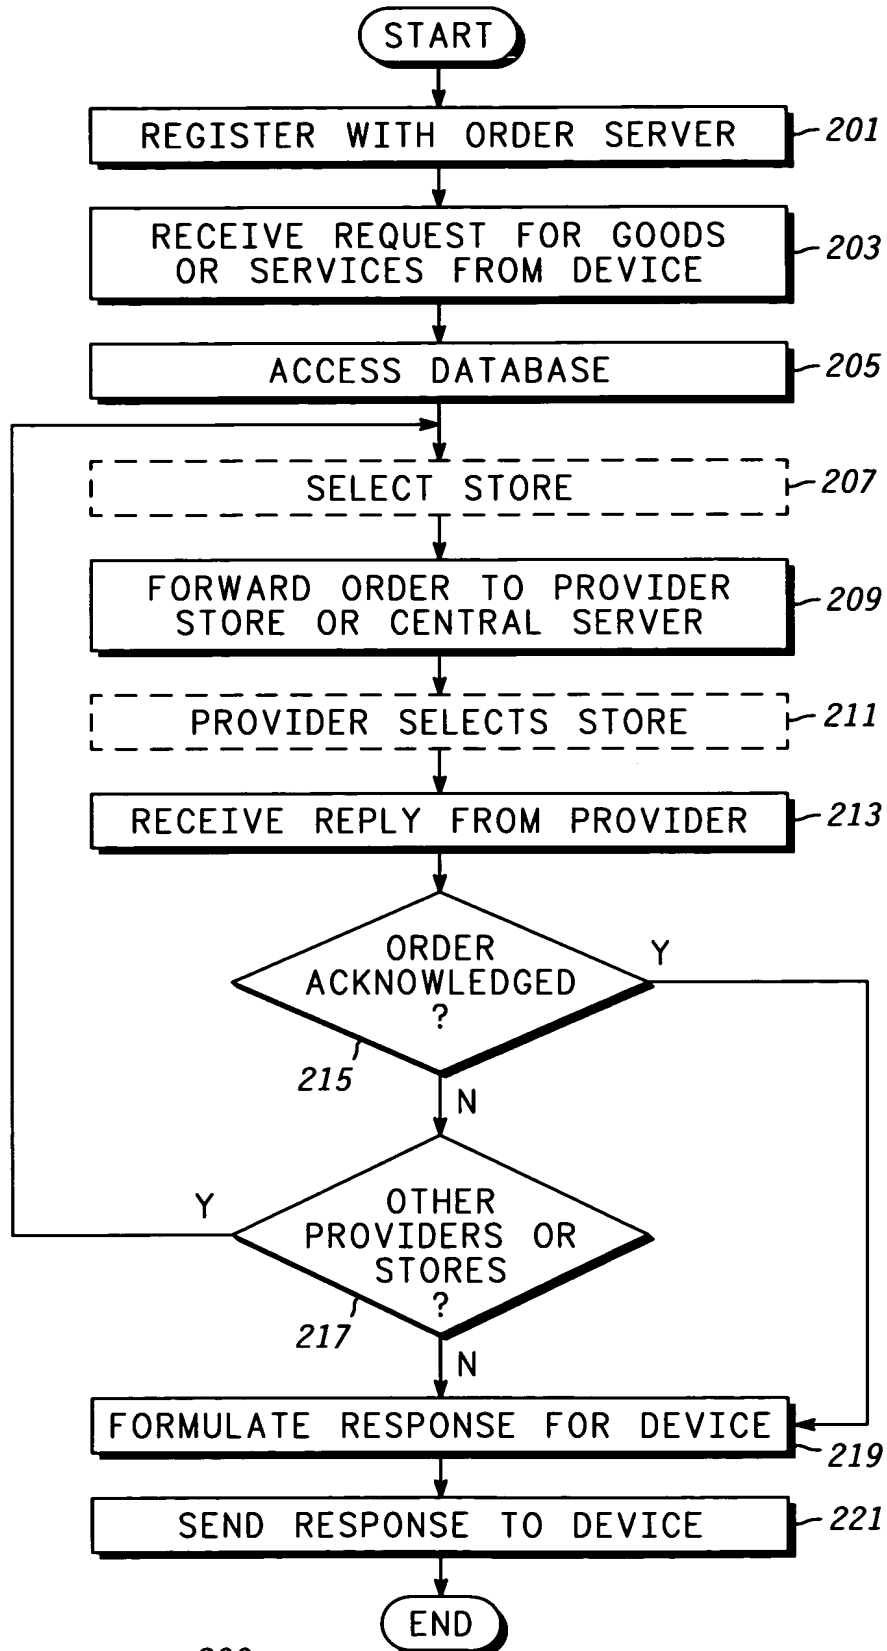 START
REGISTER WITH ORDER SERVER
201
RECEIVE REQUEST FOR GOODS
OR SERVICES FROM DEVICE
203
ACCESS DATABASE
205
SELECT STORE
207
FORWARD ORDER TO PROVIDER
STORE OR CENTRAL SERVER
209
PROVIDER SELECTS STORE
211
RECEIVE REPLY FROM PROVIDER
213
ORDER
ACKNOWLEDGED
?
Y
215
N
OTHER
PROVIDERS OR
STORES
?
Y
217
N
FORMULATE RESPONSE FOR DEVICE
219
SEND RESPONSE TO DEVICE
221
END